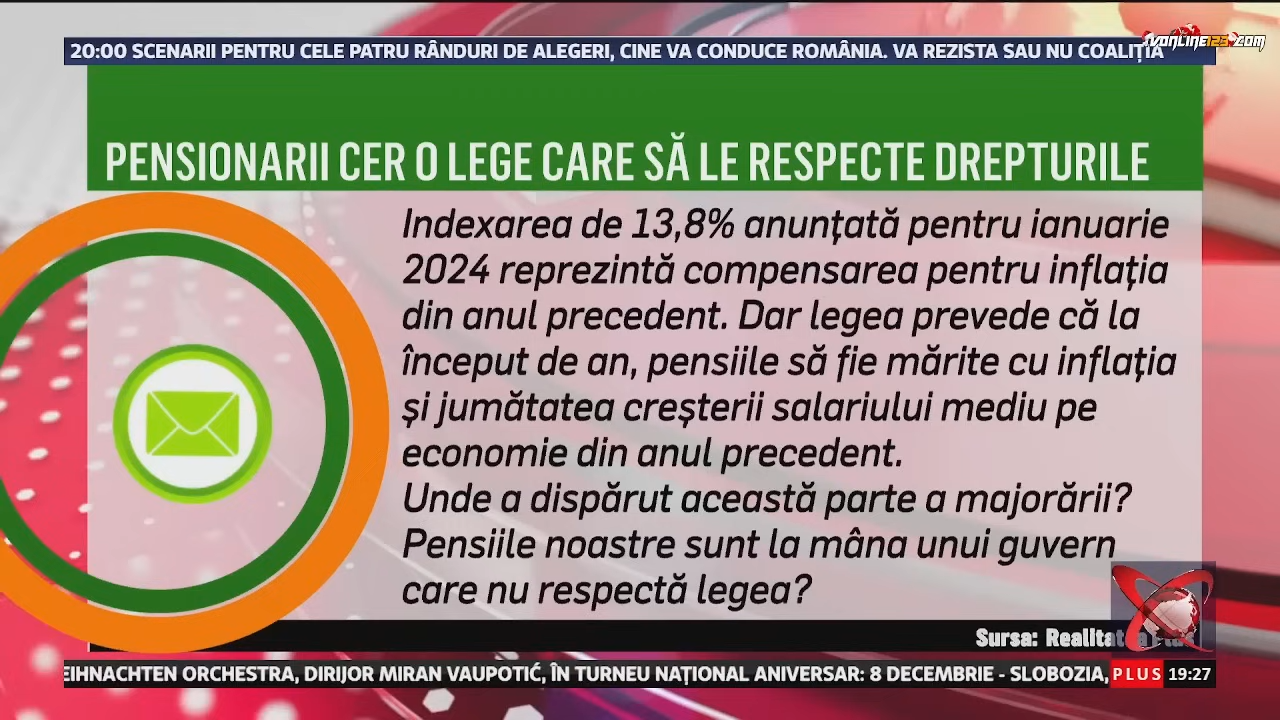 20:00 SCENARII PENTRU CELE PATRU RÂNDURI DE ALEGERI, CINE VA CONDUCE ROMÂNIA. VA REZISTA SAU NU COALIȚIA
TVONLINE123.COM
PENSIONARII CER O LEGE CARE SĂ LE RESPECTE DREPTURILE
Indexarea de 13,8% anunțată pentru ianuarie
2024 reprezintă compensarea pentru inflația
din anul precedent. Dar legea prevede că la
început de an, pensiile să fie mărite cu inflația
și jumătatea creșterii salariului mediu pe
economie din anul precedent.
Unde a dispărut această parte a majorării?
Pensiile noastre sunt la mâna unui guvern
care nu respectă legea?
Sursa: Realitatea Plus
EIHNACHTEN ORCHESTRA, DIRIJOR MIRAN VAUPOTIĆ, ÎN TURNEU NAȚIONAL ANIVERSAR: 8 DECEMBRIE - SLOBOZIA,
PLUS 19:27